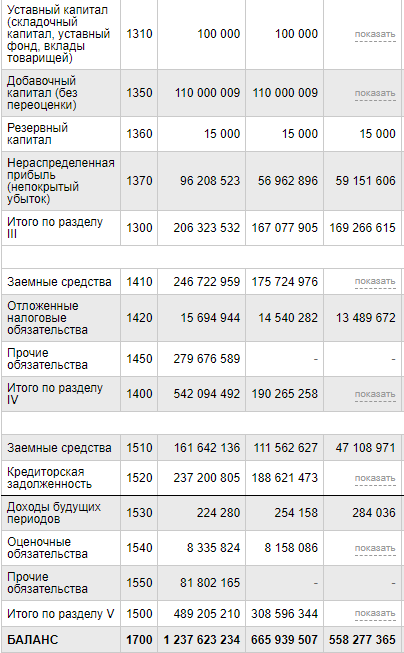 Уставный капитал
(складочный
капитал, уставный
фонд, вклады
товарищей) 1310 100 000 100 000 показать
Добавочный
капитал (без
переоценки) 1350 110 000 009 110 000 009 показать
Резервный
капитал 1360 15 000 15 000 15 000
Нераспределенная
прибыль
(непокрытый
убыток) 1370 96 208 523 56 962 896 59 151 606
Итого по разделу
III 1300 206 323 532 167 077 905 169 266 615
Заемные средства 1410 246 722 959 175 724 976 показать
Отложенные
налоговые
обязательства 1420 15 694 944 14 540 282 13 489 672
Прочие
обязательства 1450 279 676 589 - -
Итого по разделу
IV 1400 542 094 492 190 265 258 показать
Заемные средства 1510 161 642 136 111 562 627 47 108 971
Кредиторская
задолженность 1520 237 200 805 188 621 473 показать
Доходы будущих
периодов 1530 224 280 254 158 284 036
Оценочные
обязательства 1540 8 335 824 8 158 086 показать
Прочие
обязательства 1550 81 802 165 - -
Итого по разделу V 1500 489 205 210 308 596 344 показать
БАЛАНС 1700 1 237 623 234 665 939 507 558 277 365